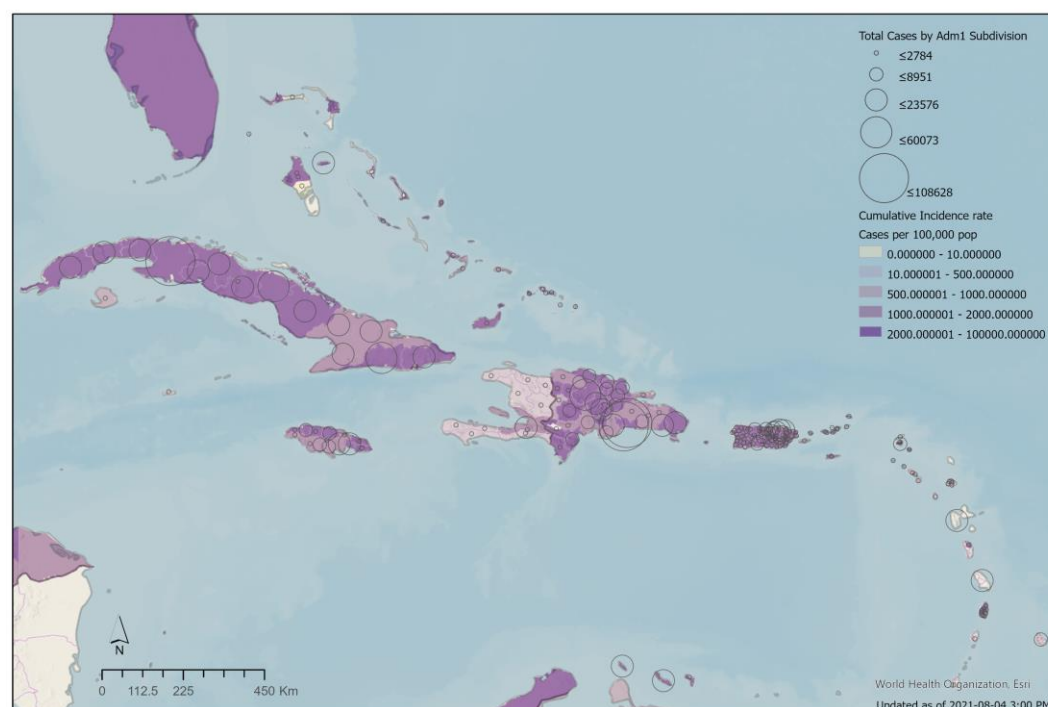 Total Cases by Adm1 Subdivision
≤2784
≤8951
≤23576
≤60073
≤108628
Cumulative Incidence rate
Cases per 100,000 pop
0.000000 - 10.000000
10.000001 - 500.000000
500.000001 - 1000.000000
1000.000001 - 2000.000000
2000.000001 - 100000.000000
N
0 112.5 225 450 Km
World Health Organization, Esri
Updated as of 2021-08-04 3:00 PM